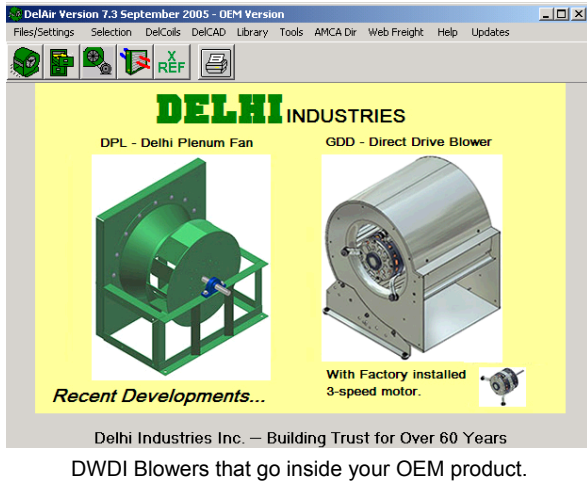 DelAir Version 7.3 September 2005 - OEM Version
Files/Settings Selection DelCoils DelCAD Library Tools AMCA Dir Web Freight Help Updates
X
REF
DELHI INDUSTRIES
DPL - Delhi Plenum Fan GDD - Direct Drive Blower
With Factory installed
3-speed motor.
Recent Developments...
Delhi Industries Inc. — Building Trust for Over 60 Years
DWDI Blowers that go inside your OEM product.